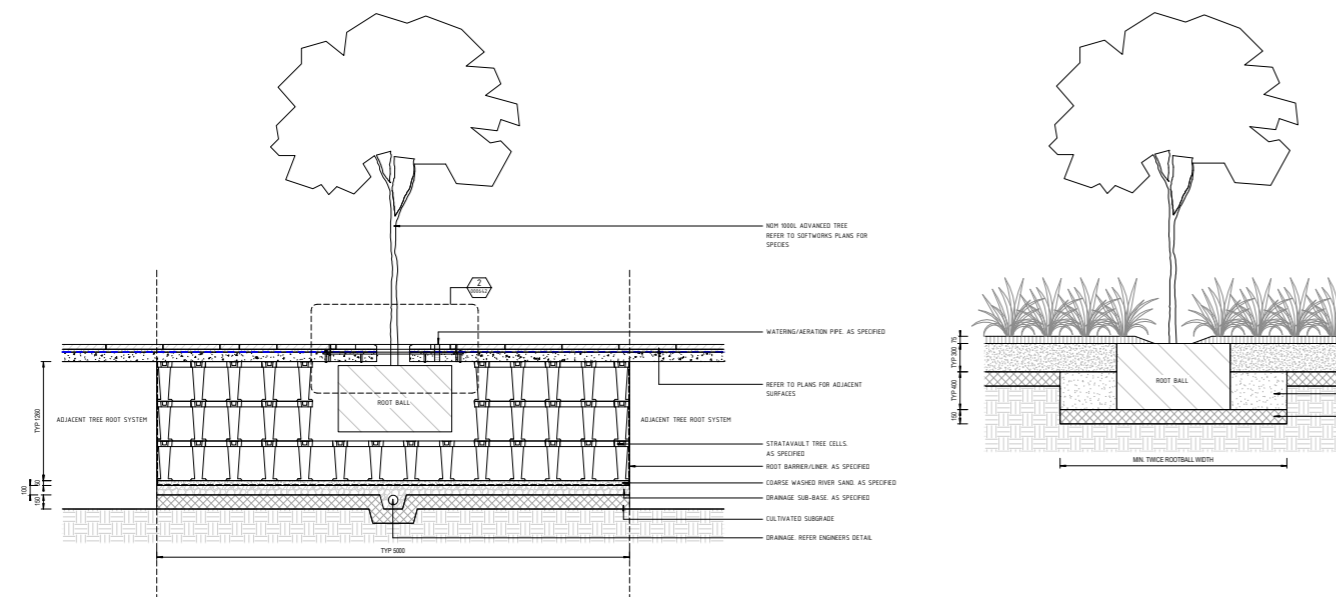 NOM 1000L ADVANCED TREE
REFER TO SOFTWORKS PLANS FOR
SPECIES
2
WATERING/AERATION PIPE. AS SPECIFIED
REFER TO PLANS FOR ADJACENT
SURFACES
ROOT BALL
ADJACENT TREE ROOT SYSTEM
ADJACENT TREE ROOT SYSTEM
TYP 1260
STRATAVAULT TREE CELLS.
AS SPECIFIED
ROOT BARRIER/LINER. AS SPECIFIED
COARSE WASHED RIVER SAND. AS SPECIFIED
DRAINAGE SUB-BASE. AS SPECIFIED
CULTIVATED SUBGRADE
DRAINAGE. REFER ENGINEERS DETAIL
100
50
150
TYP 5000
75
TYP 300
TYP 400
150
ROOT BALL
MIN. TWICE ROOTBALL WIDTH